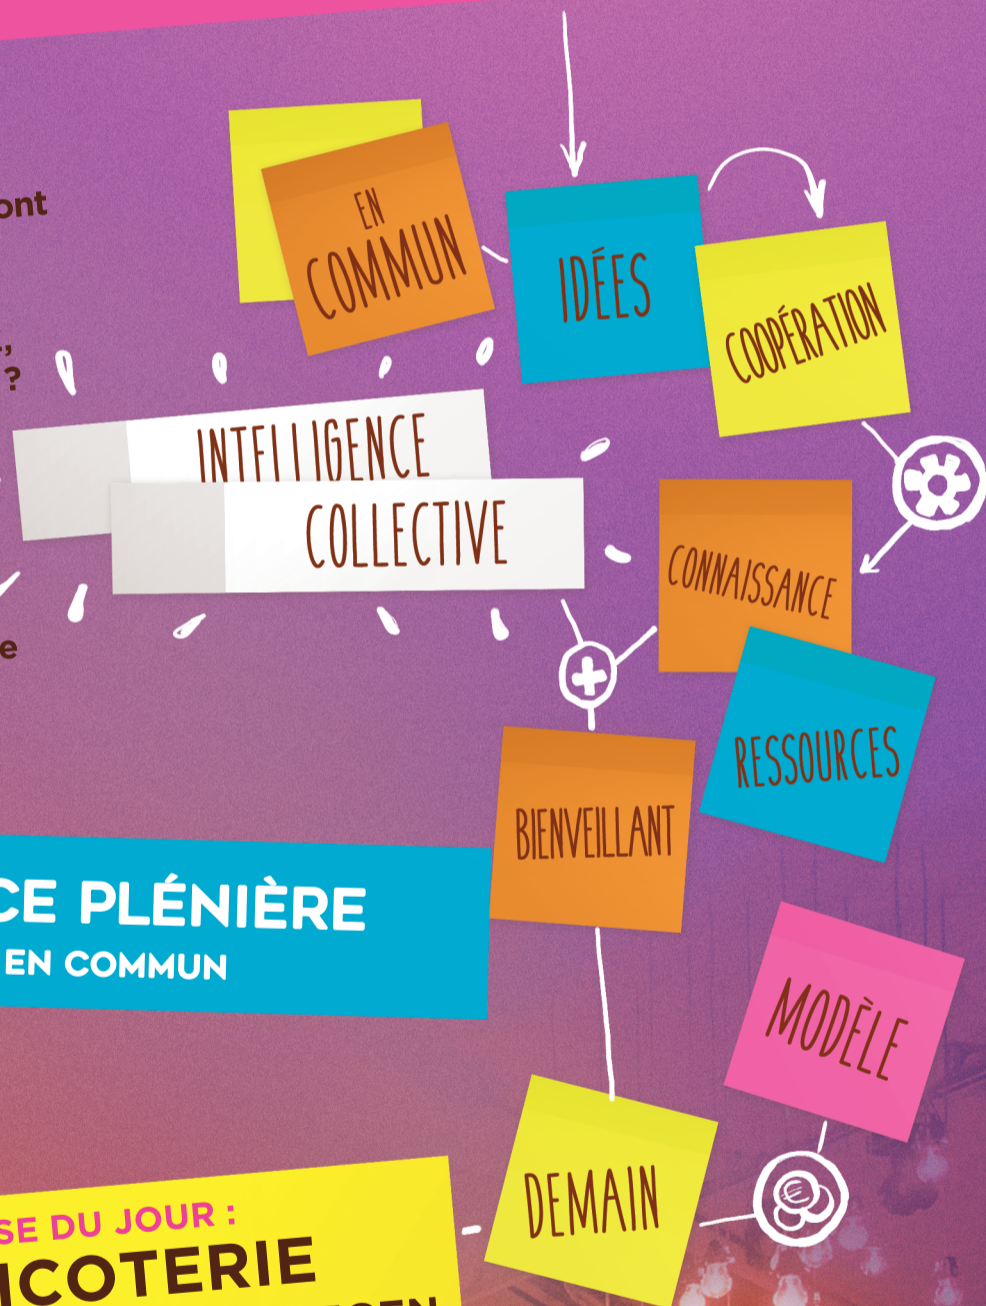 ont
?
EN
COMMUN
IDÉES
COOPÉRATION
INTELLIGENCE
COLLECTIVE
CONNAISSANCE
e
RESSOURCES
BIENVEILLANT
CE PLÉNIÈRE
EN COMMUN
MODÈLE
DEMAIN
SE DU JOUR :
ICOTERIE